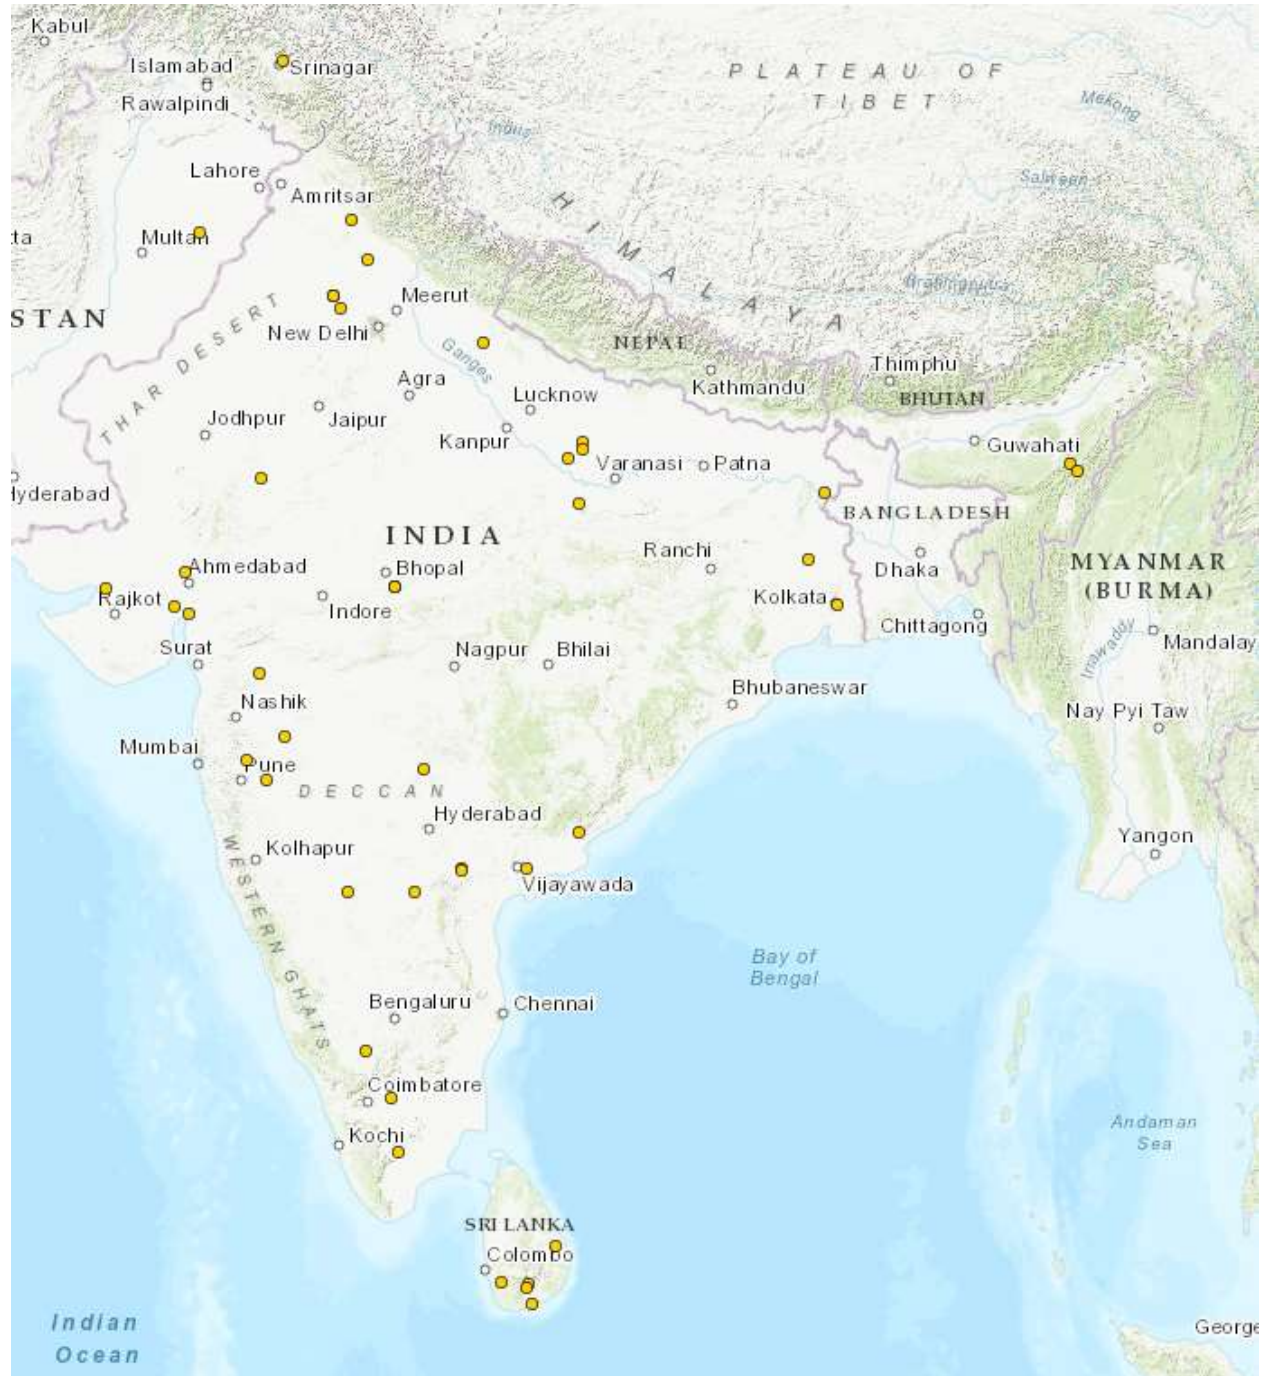 Kabul
Islamabad
Srinagar
Rawalpindi
PLATEAU OF
TIBET
Mekong
Indus
Lahore
Amritsar
Salween
HIMALAYA
ta
Multan
Brahmaputra
STAN
THAR DESERT
Meerut
New Delhi
Ganges
NEPAL
Kathmandu
Thimphu
BHUTAN
Agra
Lucknow
Jodhpur
Jaipur
Kanpur
Guwahati
Varanasi
Patna
Hyderabad
INDIA
BANGLADESH
Ranchi
Dhaka
MYANMAR
(BURMA)
Ahmedabad
Bhopal
Rajkot
Indore
Kolkata
Chittagong
Irrawaddy
Mandalay
Surat
Nagpur
Bhilai
Bhubaneswar
Nashik
Nay Pyi Taw
Mumbai
Pune
DECCAN
Hyderabad
Yangon
WESTERN GHATS
Kolhapur
Vijayawada
Bay of
Bengal
Bengaluru
Chennai
Coimbatore
Kochi
Andaman
Sea
SRI LANKA
Colombo
Indian
Ocean
George